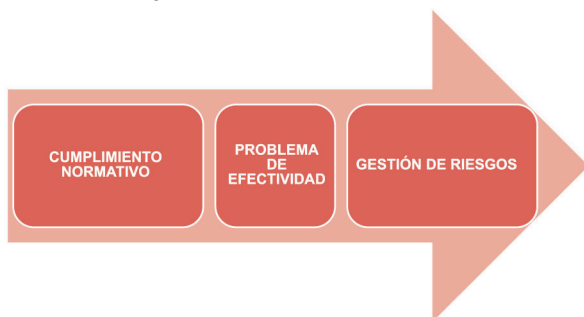 CUMPLIMIENTO
NORMATIVO
PROBLEMA
DE
EFECTIVIDAD
GESTIÓN DE RIESGOS